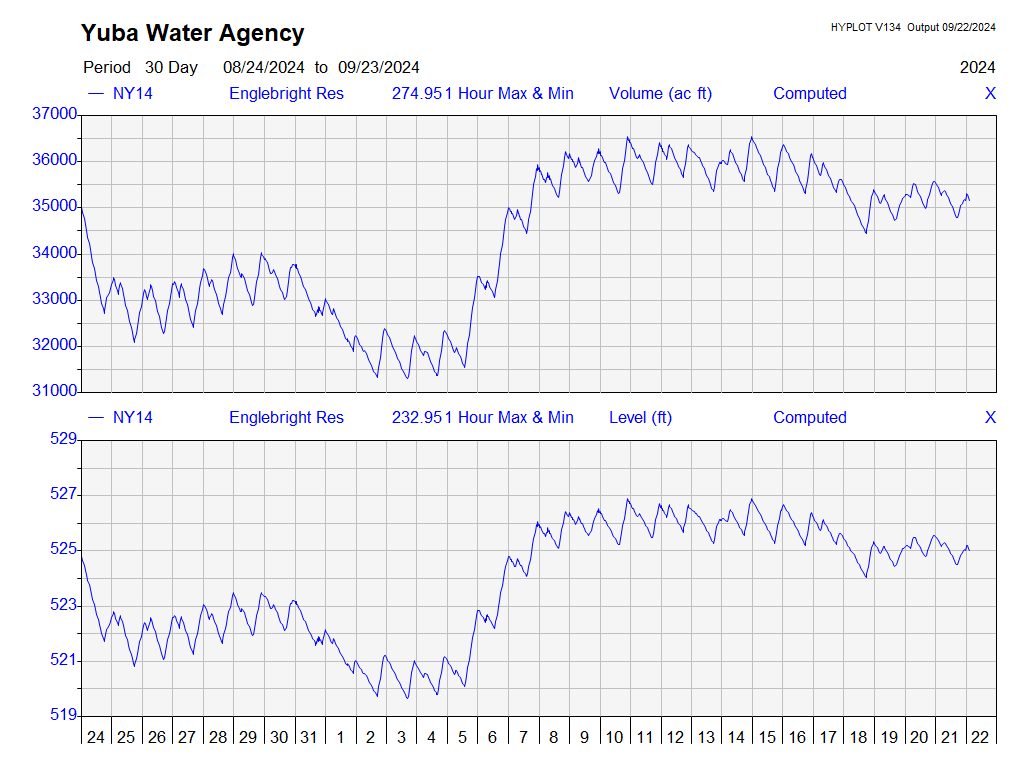 Yuba Water Agency
HYPLOT V134 Output 09/22/2024
Period 30 Day 08/24/2024 to 09/23/2024
2024
NY14 Englebright Res 274.951 Hour Max & Min Volume (ac ft) Computed X
37000
36000
35000
34000
33000
32000
31000
NY14 Englebright Res 232.951 Hour Max & Min Level (ft) Computed X
529
527
525
523
521
519
24 25 26 27 28 29 30 31 1 2 3 4 5 6 7 8 9 10 11 12 13 14 15 16 17 18 19 20 21 22